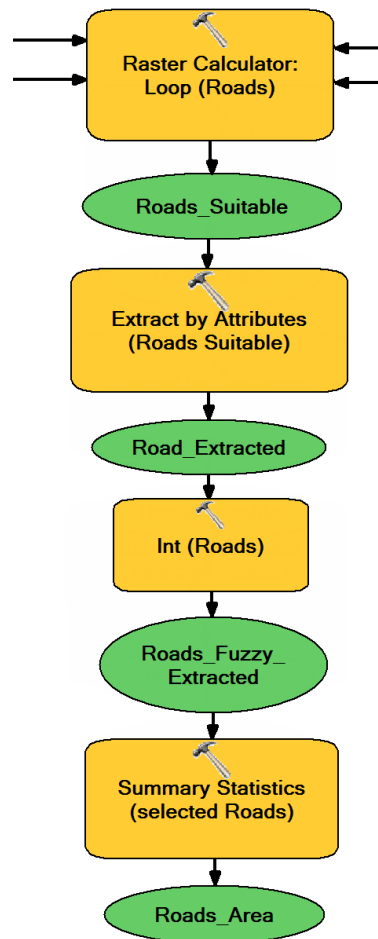 Raster Calculator:
Loop (Roads)
Roads_Suitable
Extract by Attributes
(Roads Suitable)
Road_Extracted
Int (Roads)
Roads_Fuzzy_
Extracted
Summary Statistics
(selected Roads)
Roads_Area